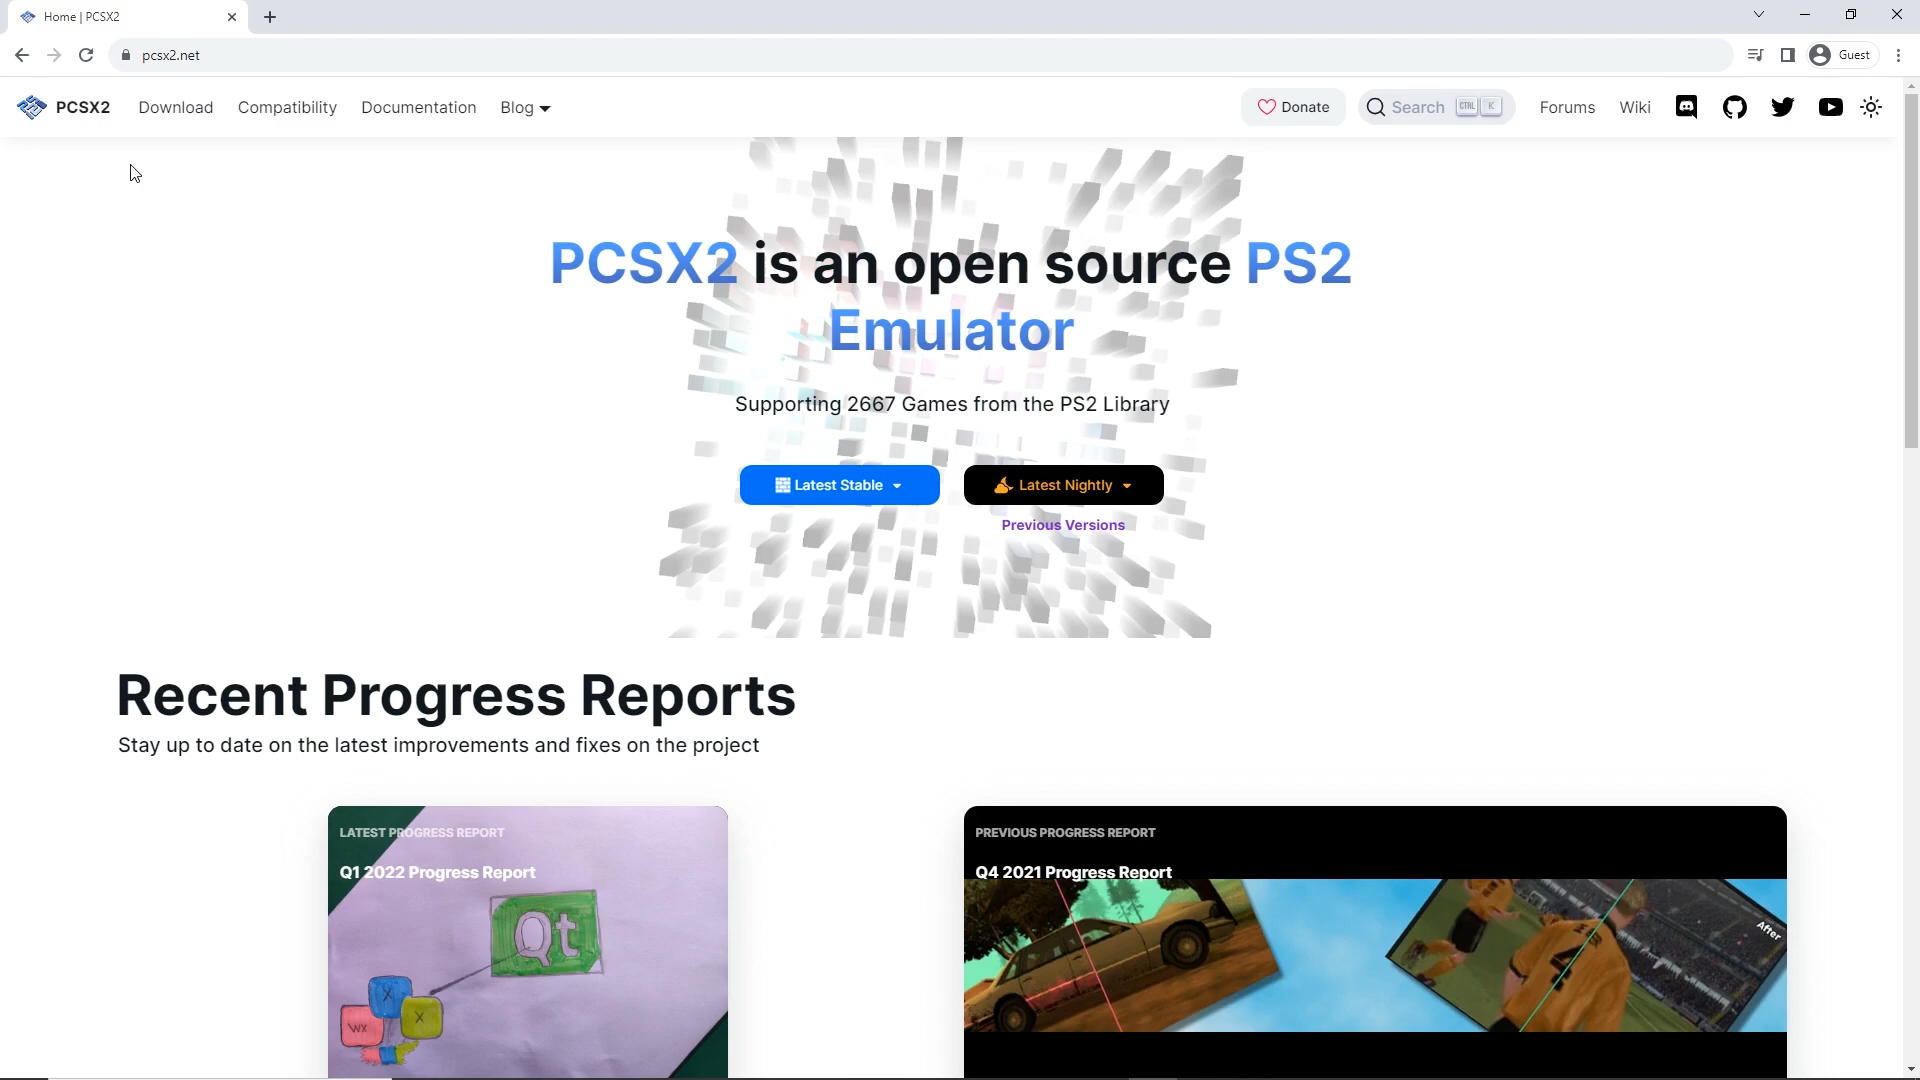 Home | PCSX2
pcsx2.net
Guest
PCSX2 Download Compatibility Documentation Blog Donate Search CTRL K Forums Wiki
PCSX2 is an open source PS2
Emulator
Supporting 2667 Games from the PS2 Library
Latest Stable Latest Nightly
Previous Versions
Recent Progress Reports
Stay up to date on the latest improvements and fixes on the project
LATEST PROGRESS REPORT
Q1 2022 Progress Report
Qt
X
WX
X
PREVIOUS PROGRESS REPORT
Q4 2021 Progress Report
After
4